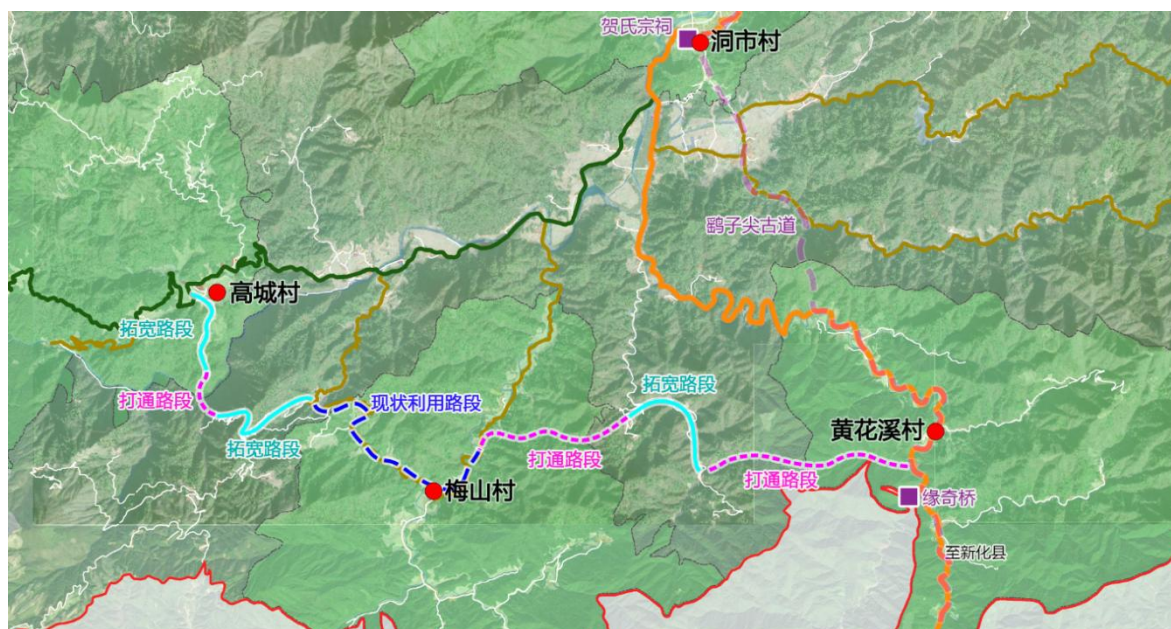 贺氏宗祠
洞市村
鹞子尖古道
高城村
拓宽路段
打通路段
现状利用路段
拓宽路段
拓宽路段
黄花溪村
打通路段
打通路段
梅山村
缘奇桥
至新化县